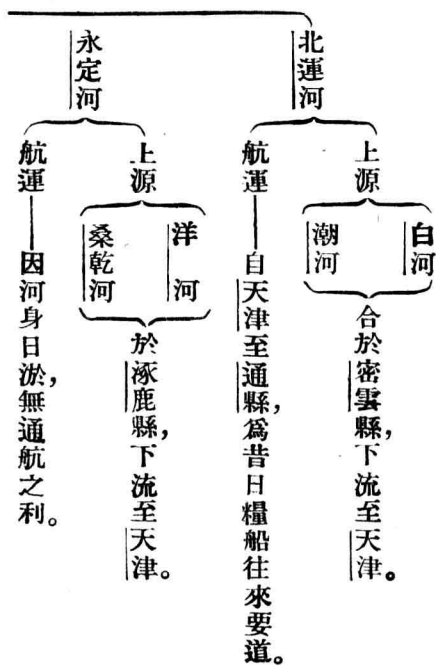 北運河
上源
白河
潮河
合於密雲縣，下流至天津。
航運——自天津至通縣，爲昔日糧船往來要道。
永定河
上源
洋河
桑乾河
於涿鹿縣，下流至天津。
航運——因河身日淤，無通航之利。